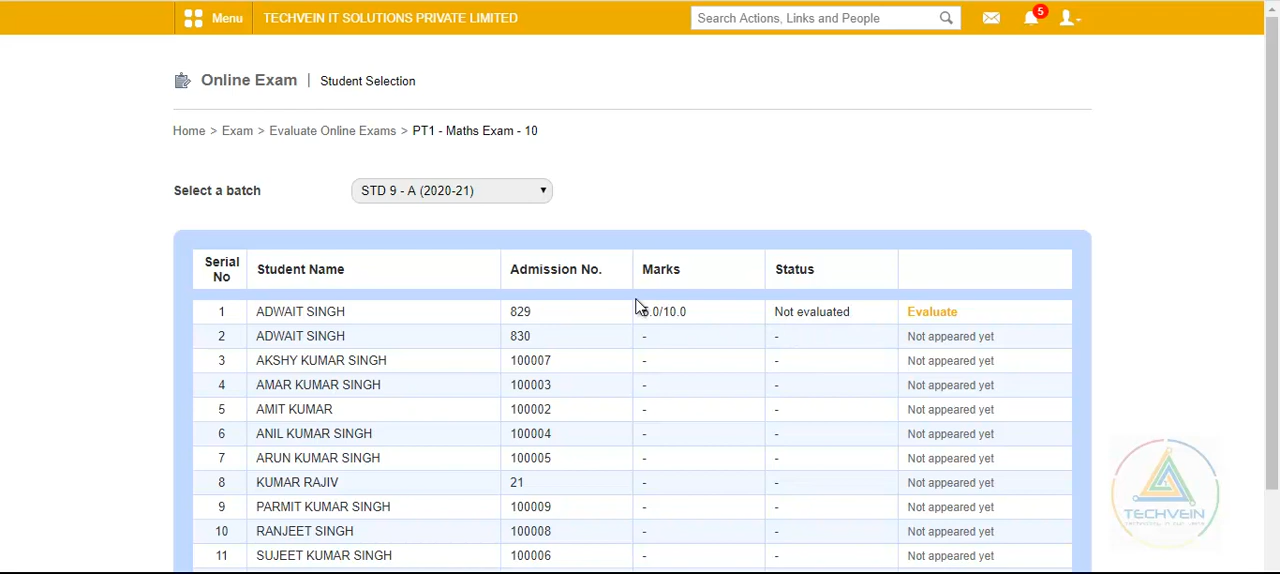 Menu TECHVEIN IT SOLUTIONS PRIVATE LIMITED Search Actions, Links and People 5
Online Exam | Student Selection
Home > Exam > Evaluate Online Exams > PT1 - Maths Exam - 10
Select a batch STD 9 - A (2020-21)
Serial No Student Name Admission No. Marks Status
1 ADWAIT SINGH 829 .0/10.0 Not evaluated Evaluate
2 ADWAIT SINGH 830 - - Not appeared yet
3 AKSHY KUMAR SINGH 100007 - - Not appeared yet
4 AMAR KUMAR SINGH 100003 - - Not appeared yet
5 AMIT KUMAR 100002 - - Not appeared yet
6 ANIL KUMAR SINGH 100004 - - Not appeared yet
7 ARUN KUMAR SINGH 100005 - - Not appeared yet
8 KUMAR RAJIV 21 - - Not appeared yet
9 PARMIT KUMAR SINGH 100009 - - Not appeared yet
10 RANJEET SINGH 100008 - - Not appeared yet
11 SUJEET KUMAR SINGH 100006 - - Not appeared yet
TECHVEIN